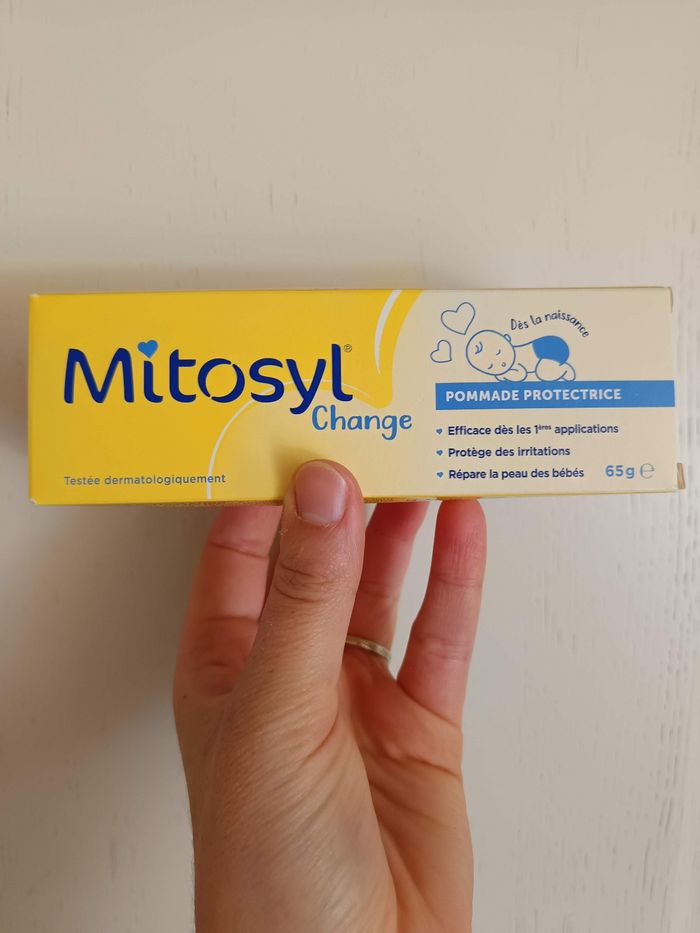 Mitosyl®
Change
Testée dermatologiquement
Dès la naissance
POMMADE PROTECTRICE
Efficace dès les 1ères applications
Protège des irritations
Répare la peau des bébés
65g ℮